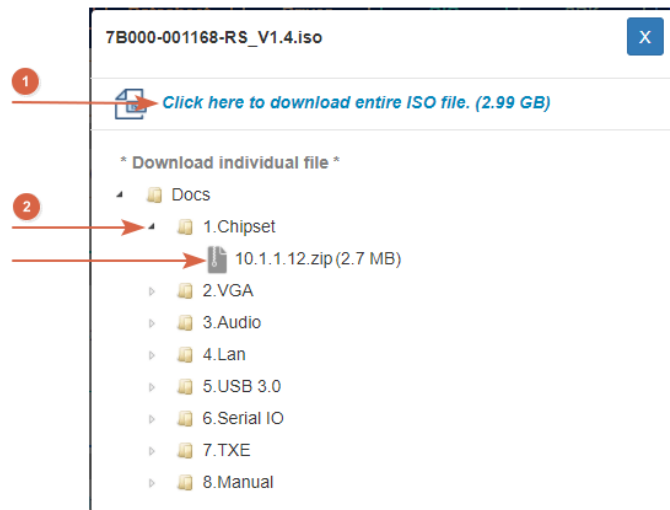 7B000-001168-RS_V1.4.iso
X
1
Click here to download entire ISO file. (2.99 GB)
* Download individual file *
Docs
2
1.Chipset
10.1.1.12.zip (2.7 MB)
2.VGA
3.Audio
4.Lan
5.USB 3.0
6.Serial IO
7.TXE
8.Manual